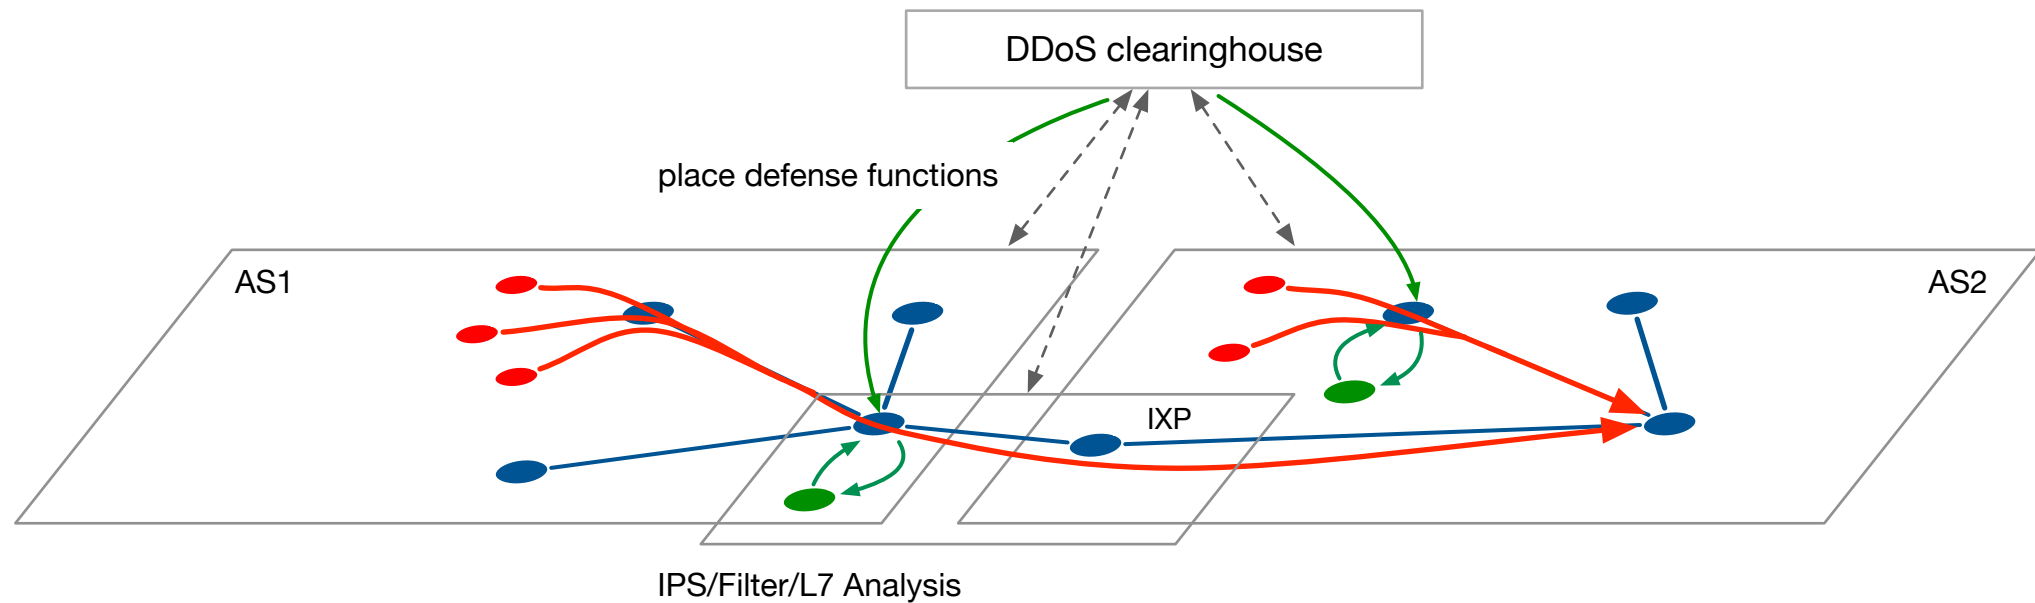 DDoS clearinghouse
place defense functions
AS1
AS2
IXP
IPS/Filter/L7 Analysis